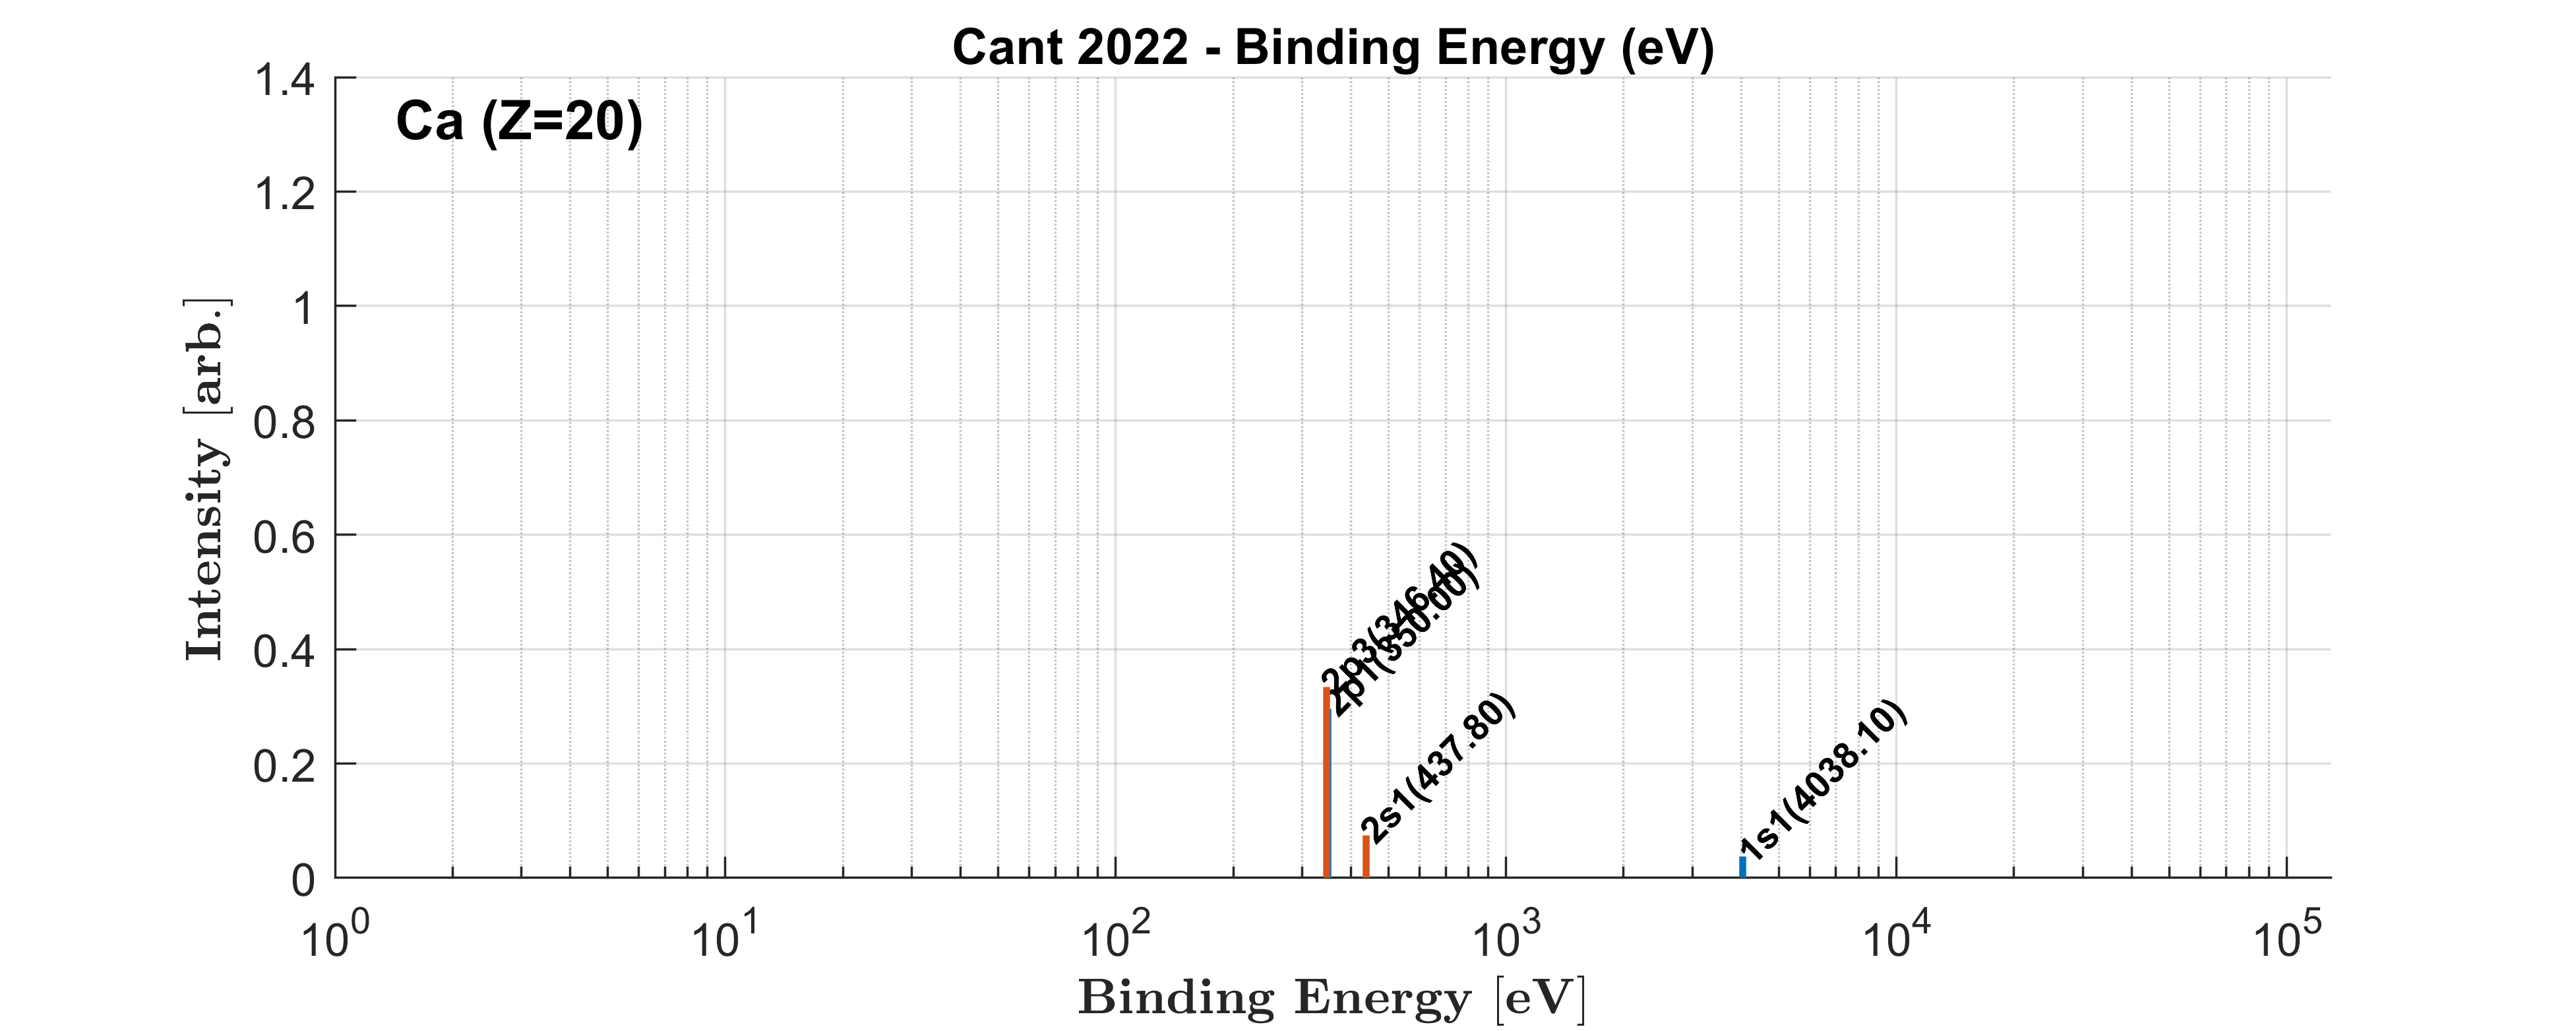 Cant 2022 - Binding Energy (eV)
Ca (Z=20)
1.4
1.2
1
0.8
0.6
0.4
0.2
0
Intensity [arb.]
2p3(346.40)
2p1(350.00)
2s1(437.80)
1s1(4038.10)
10^0 10^1 10^2 10^3 10^4 10^5
Binding Energy [eV]